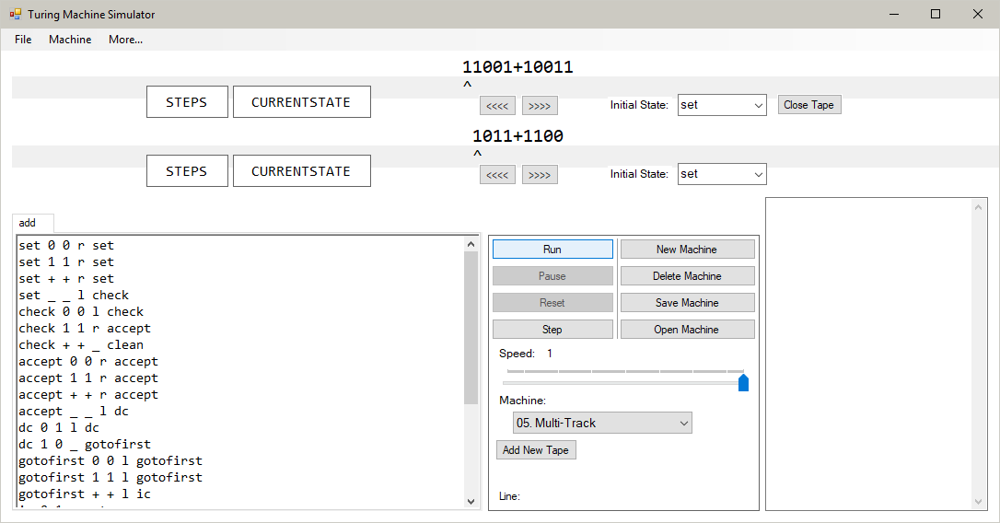 Turing Machine Simulator
File Machine More...
11001+10011
^
STEPS CURRENTSTATE <<<< >>>> Initial State: set Close Tape
1011+1100
^
STEPS CURRENTSTATE <<<< >>>> Initial State: set
add
set 0 0 r set
set 1 1 r set
set + + r set
set _ _ l check
check 0 0 l check
check 1 1 r accept
check + + _ clean
accept 0 0 r accept
accept 1 1 r accept
accept + + r accept
accept _ _ l dc
dc 0 1 l dc
dc 1 0 _ gotofirst
gotofirst 0 0 l gotofirst
gotofirst 1 1 l gotofirst
gotofirst + + l ic
Run New Machine
Pause Delete Machine
Reset Save Machine
Step Open Machine
Speed: 1
Machine:
05. Multi-Track
Add New Tape
Line: